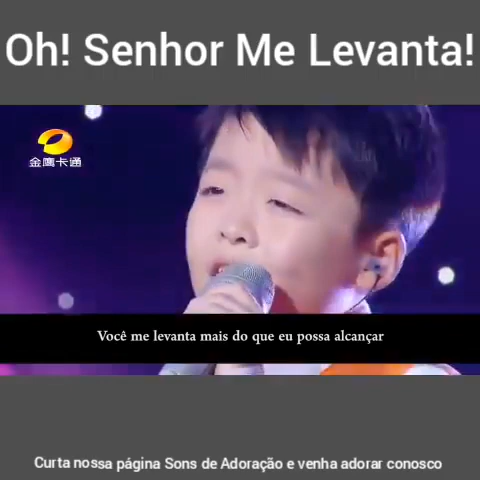 Oh! Senhor Me Levanta!
金鹰卡通
Você me levanta mais do que eu possa alcançar
Curta nossa página Sons de Adoração e venha adorar conosco